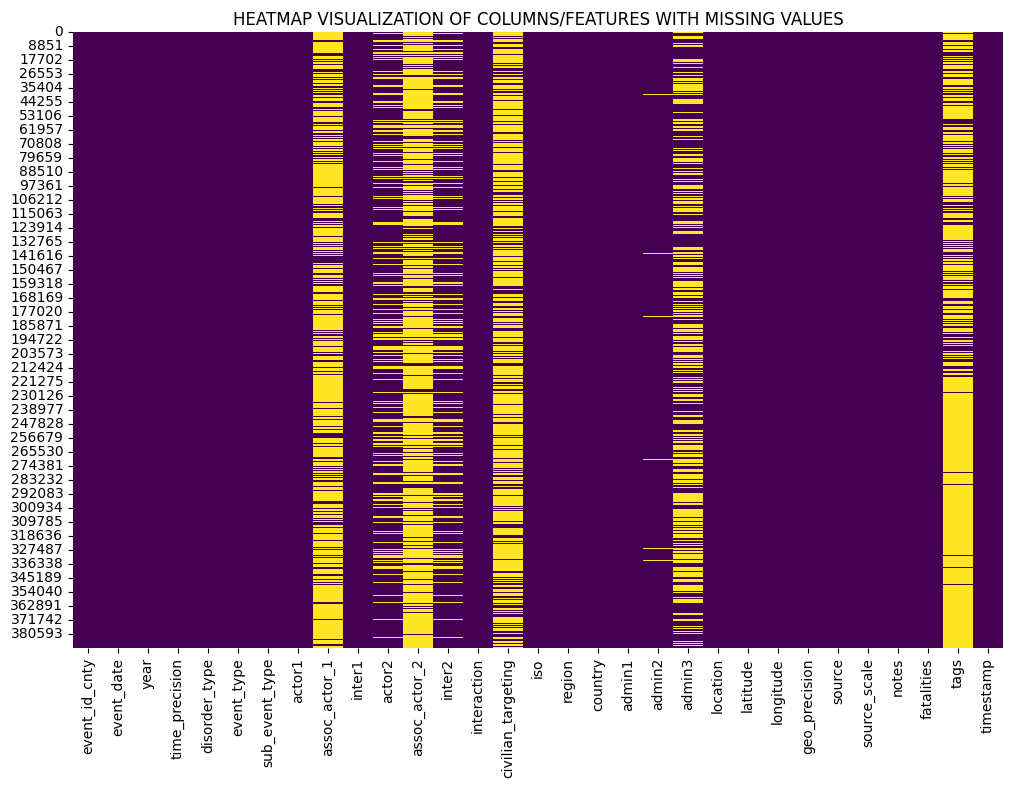 HEATMAP VISUALIZATION OF COLUMNS/FEATURES WITH MISSING VALUES
0
8851
17702
26553
35404
44255
53106
61957
70808
79659
88510
97361
106212
115063
123914
132765
141616
150467
159318
168169
177020
185871
194722
203573
212424
221275
230126
238977
247828
256679
265530
274381
283232
292083
300934
309785
318636
327487
336338
345189
354040
362891
371742
380593
event_id_cnty
event_date
year
time_precision
disorder_type
event_type
sub_event_type
actor1
assoc_actor_1
inter1
actor2
assoc_actor_2
inter2
interaction
civilian_targeting
iso
region
country
admin1
admin2
admin3
location
latitude
longitude
geo_precision
source
source_scale
notes
fatalities
tags
timestamp